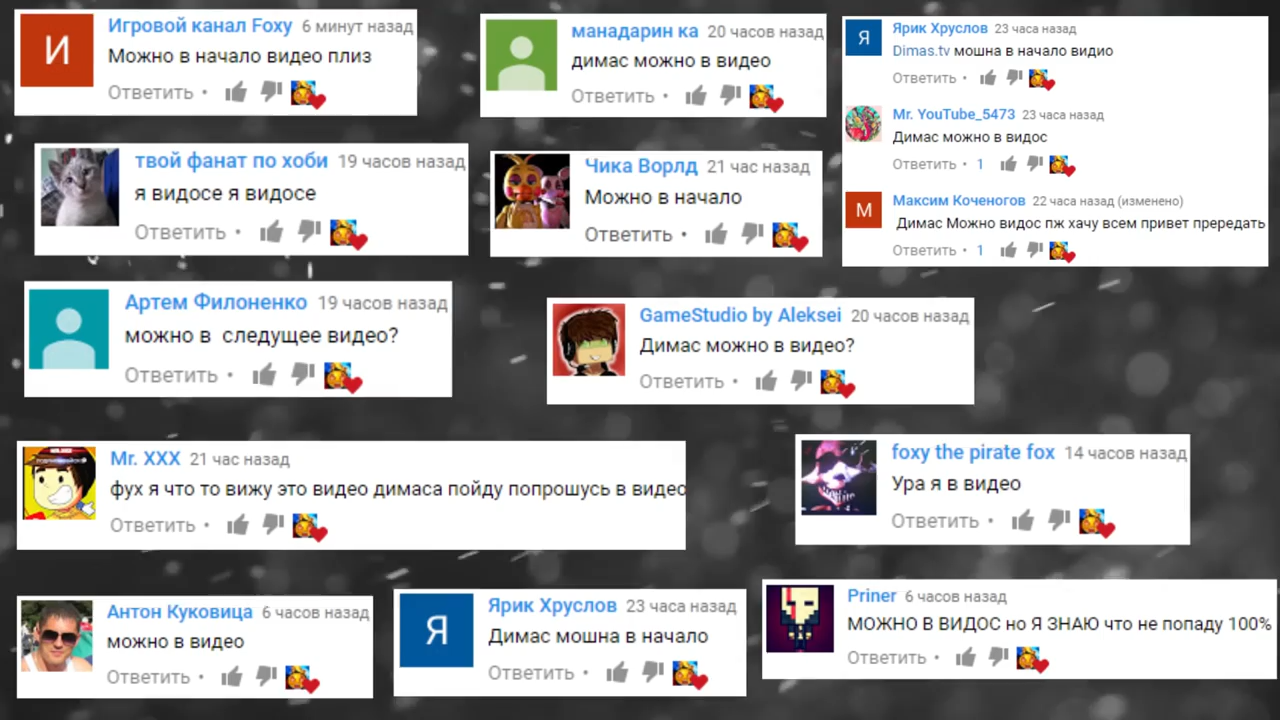 И
Игровой канал Foxy 6 минут назад
Можно в начало видео плиз
Ответить •
манадарин ка 20 часов назад
димас можно в видео
Ответить •
Я
Ярик Хруслов 23 часа назад
Dimas.tv мошна в начало видио
Ответить •
Mr. YouTube_5473 23 часа назад
Димас можно в видос
Ответить • 1
М
Максим Коченогов 22 часа назад (изменено)
Димас Можно видос пж хачу всем привет прередать
Ответить • 1
твой фанат по хоби 19 часов назад
я видосе я видосе
Ответить •
Чика Ворлд 21 час назад
Можно в начало
Ответить •
Артем Филоненко 19 часов назад
можно в следущее видео?
Ответить •
GameStudio by Aleksei 20 часов назад
Димас можно в видео?
Ответить •
Mr. XXX 21 час назад
фух я что то вижу это видео димаса пойду попрошусь в видео
Ответить •
foxy the pirate fox 14 часов назад
Ура я в видео
Ответить •
Антон Куковица 6 часов назад
можно в видео
Ответить •
Я
Ярик Хруслов 23 часа назад
Димас мошна в начало
Ответить •
Priner 6 часов назад
МОЖНО В ВИДОС но Я ЗНАЮ что не попаду 100%
Ответить •